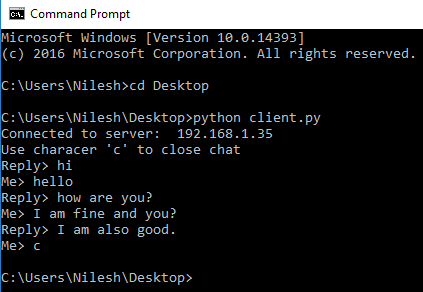 Command Prompt
Microsoft Windows [Version 10.0.14393]
(c) 2016 Microsoft Corporation. All rights reserved.
C:\Users\Nilesh>cd Desktop
C:\Users\Nilesh\Desktop>python client.py
Connected to server:  192.168.1.35
Use characer 'c' to close chat
Reply> hi
Me> hello
Reply> how are you?
Me> I am fine and you?
Reply> I am also good.
Me> c
C:\Users\Nilesh\Desktop>